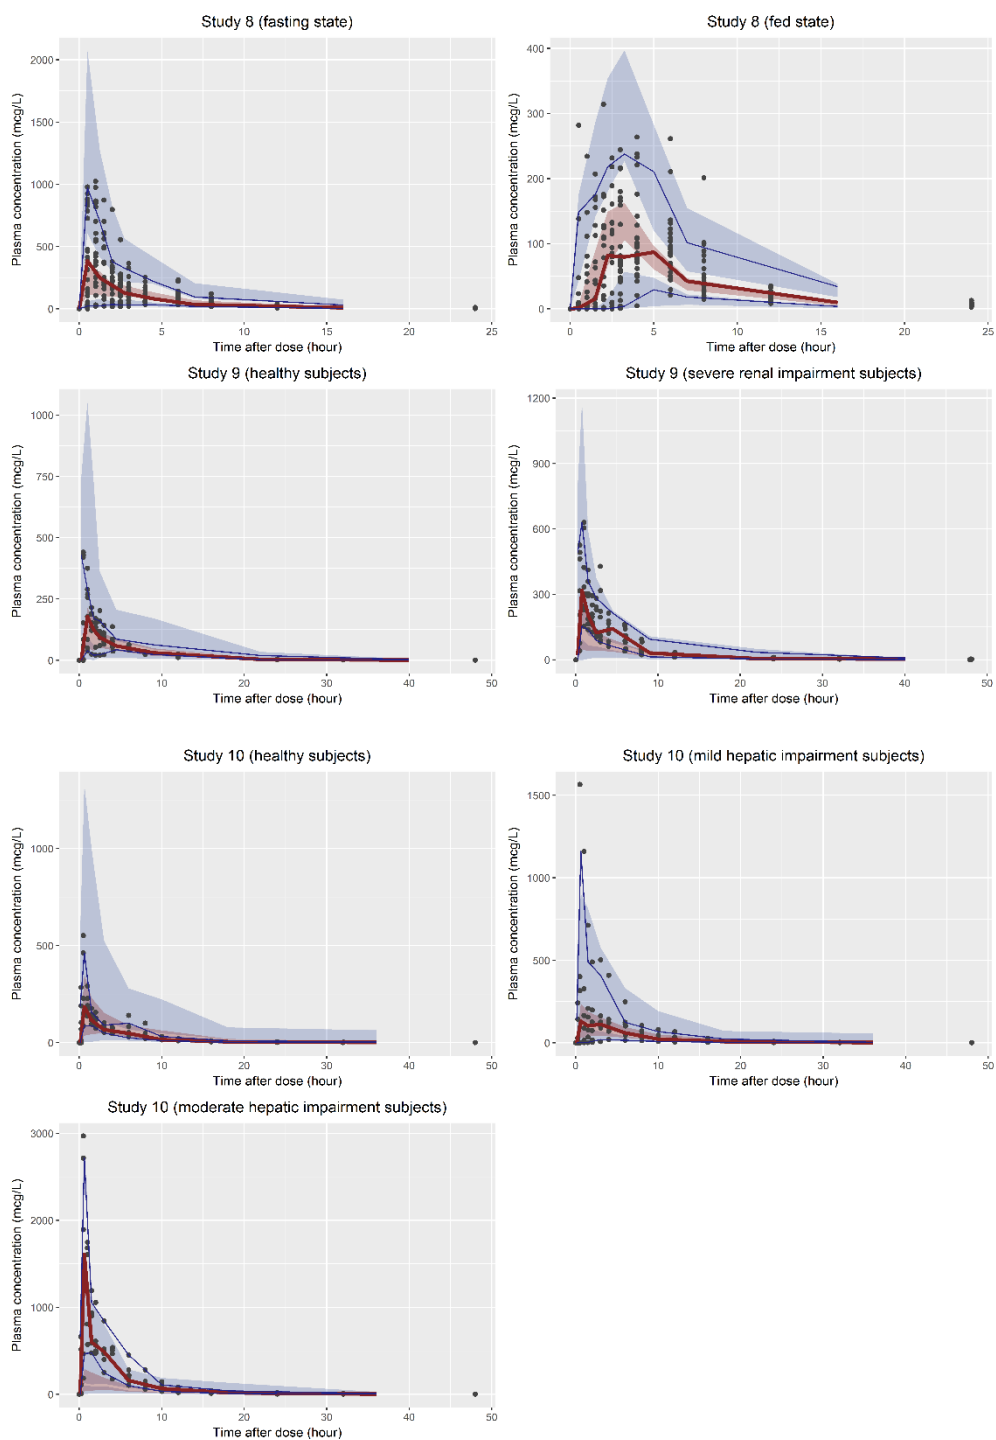 Study 8 (fasting state)
Plasma concentration (mcg/L)
2000
1500
1000
500
0
0 5 10 15 20 25
Time after dose (hour)
Study 8 (fed state)
Plasma concentration (mcg/L)
400
300
200
100
0
0 5 10 15 20 25
Time after dose (hour)
Study 9 (healthy subjects)
Plasma concentration (mcg/L)
1000
750
500
250
0
0 10 20 30 40 50
Time after dose (hour)
Study 9 (severe renal impairment subjects)
Plasma concentration (mcg/L)
1200
900
600
300
0
0 10 20 30 40 50
Time after dose (hour)
Study 10 (healthy subjects)
Plasma concentration (mcg/L)
1000
500
0
0 10 20 30 40 50
Time after dose (hour)
Study 10 (mild hepatic impairment subjects)
Plasma concentration (mcg/L)
1500
1000
500
0
0 10 20 30 40 50
Time after dose (hour)
Study 10 (moderate hepatic impairment subjects)
Plasma concentration (mcg/L)
3000
2000
1000
0
0 10 20 30 40 50
Time after dose (hour)